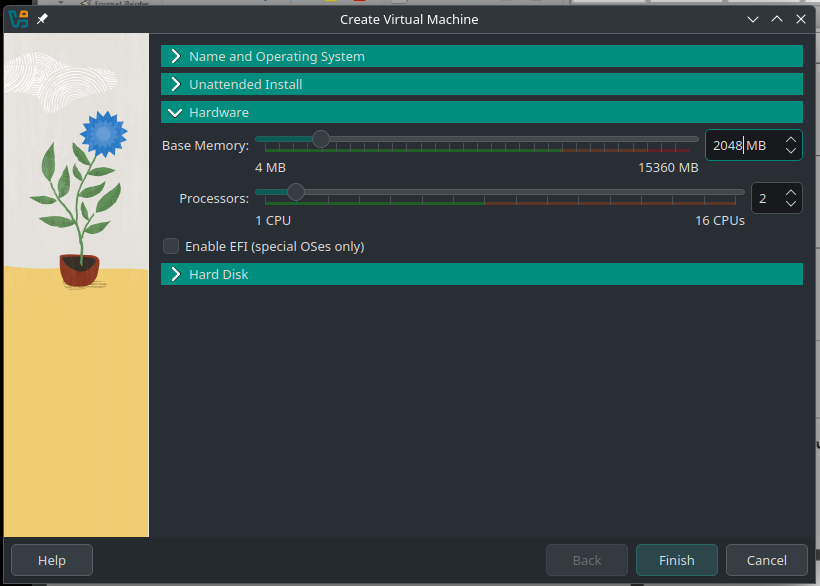 Create Virtual Machine
Name and Operating System
Unattended Install
Hardware
Base Memory: 2048 MB
4 MB 15360 MB
Processors: 2
1 CPU 16 CPUs
Enable EFI (special OSes only)
Hard Disk
Help Back Finish Cancel